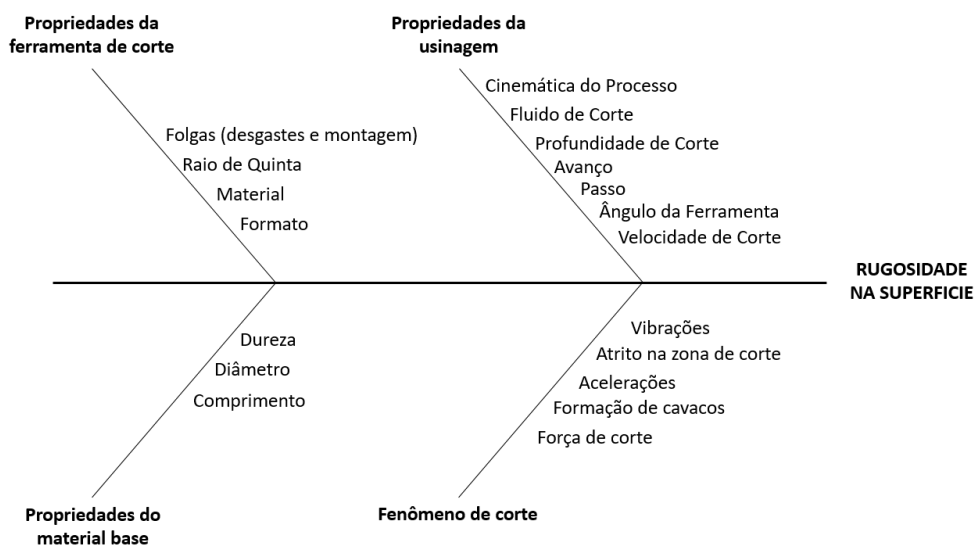 Propriedades da
ferramenta de corte
Propriedades da
usinagem
Folgas (desgastes e montagem)
Raio de Quinta
Material
Formato
Cinemática do Processo
Fluido de Corte
Profundidade de Corte
Avanço
Passo
Ângulo da Ferramenta
Velocidade de Corte
RUGOSIDADE
NA SUPERFICIE
Dureza
Diâmetro
Comprimento
Vibrações
Atrito na zona de corte
Acelerações
Formação de cavacos
Força de corte
Propriedades do
material base
Fenômeno de corte